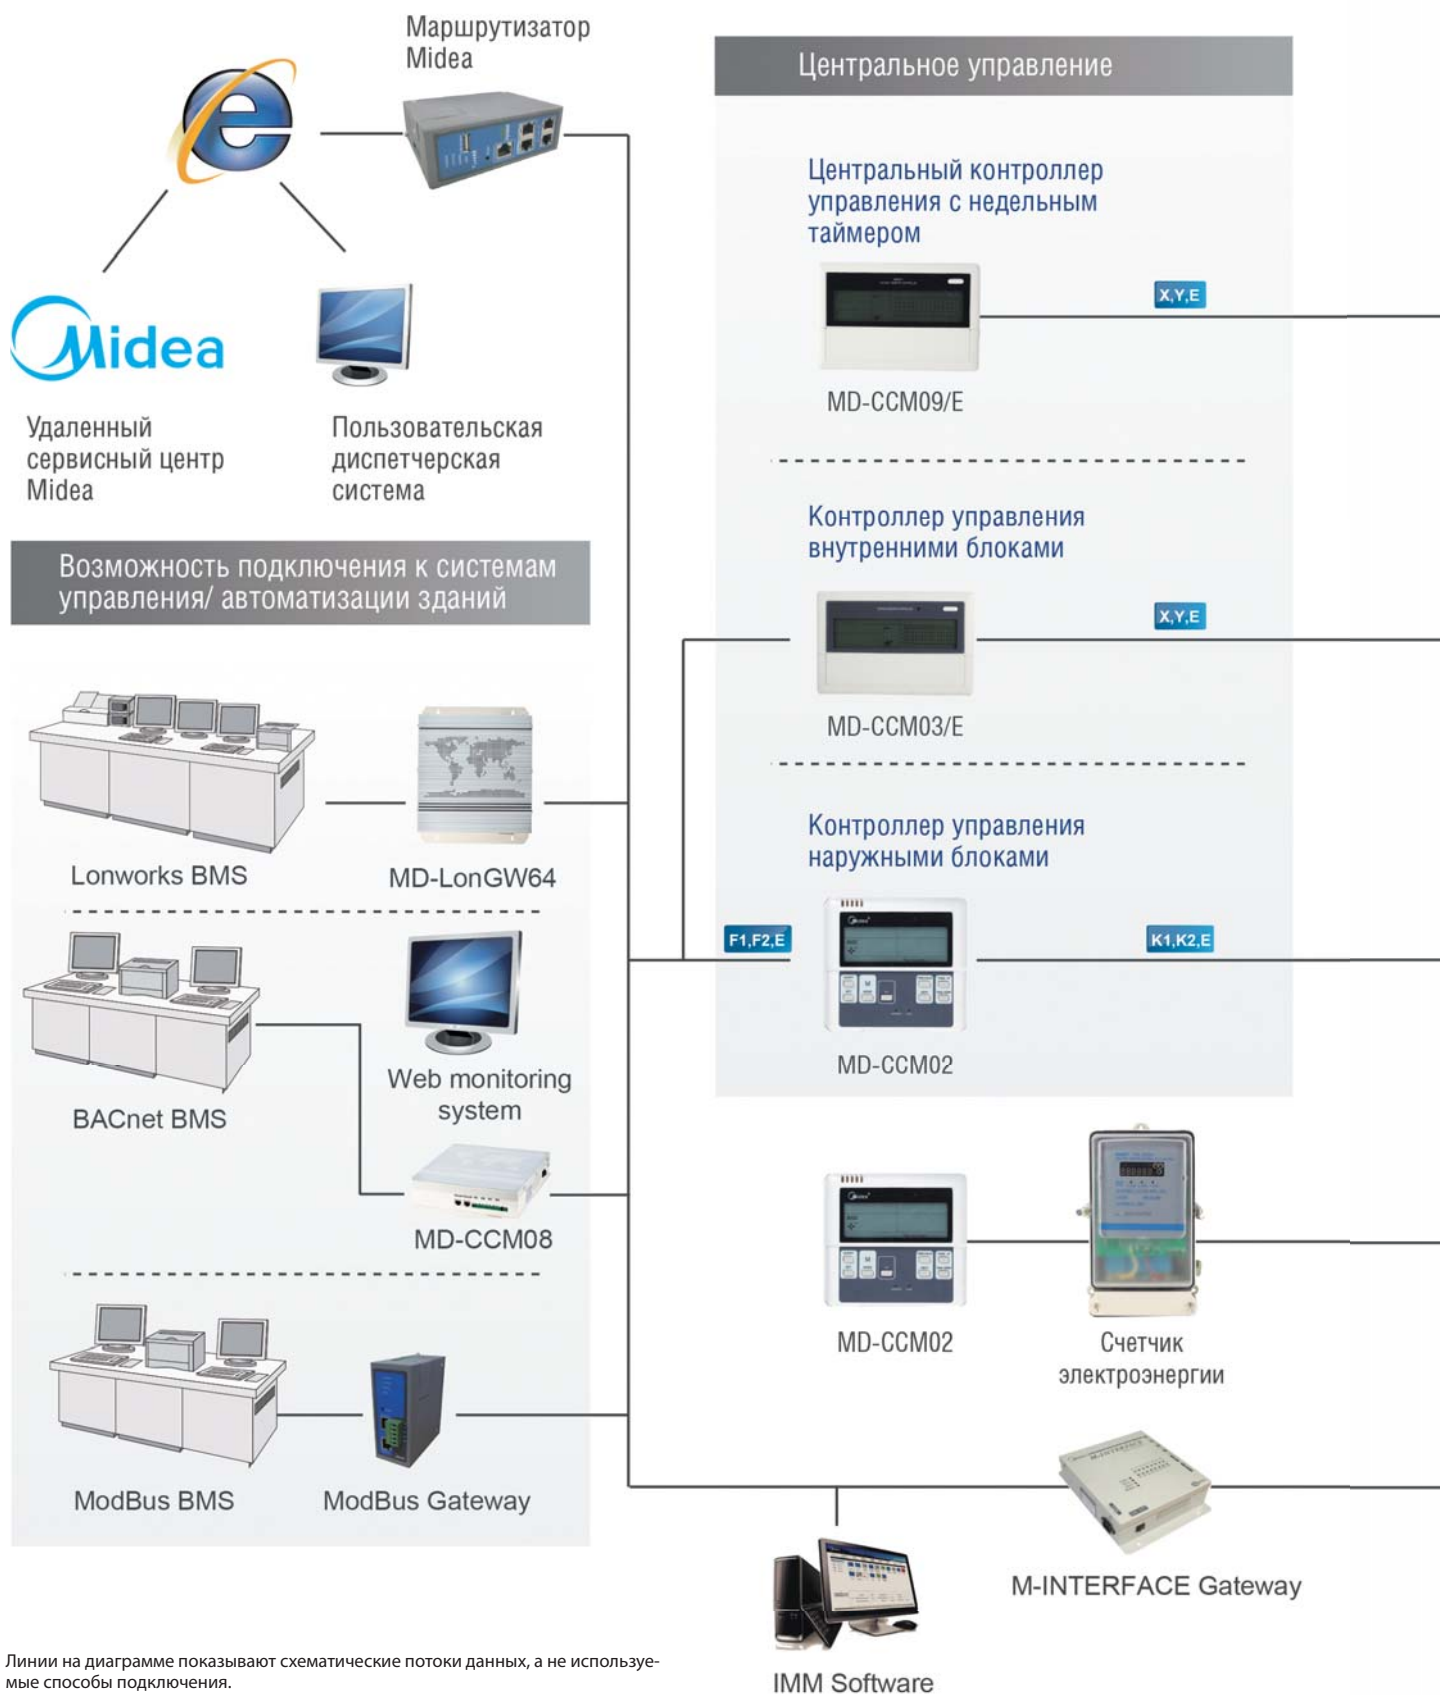 Маршрутизатор
Midea
Midea
Удаленный
сервисный центр
Midea
Пользовательская
диспетчерская
система
Возможность подключения к системам
управления/ автоматизации зданий
Lonworks BMS
MD-LonGW64
BACnet BMS
Web monitoring
system
MD-CCM08
ModBus BMS
ModBus Gateway
Центральное управление
Центральный контроллер
управления с недельным
таймером
X,Y,E
MD-CCM09/E
Контроллер управления
внутренними блоками
X,Y,E
MD-CCM03/E
Контроллер управления
наружными блоками
F1,F2,E
Midea
K1,K2,E
MD-CCM02
Midea
MD-CCM02
Счетчик
электроэнергии
M-INTERFACE
M-INTERFACE Gateway
IMM Software
Линии на диаграмме показывают схематические потоки данных, а не используе-
мые способы подключения.